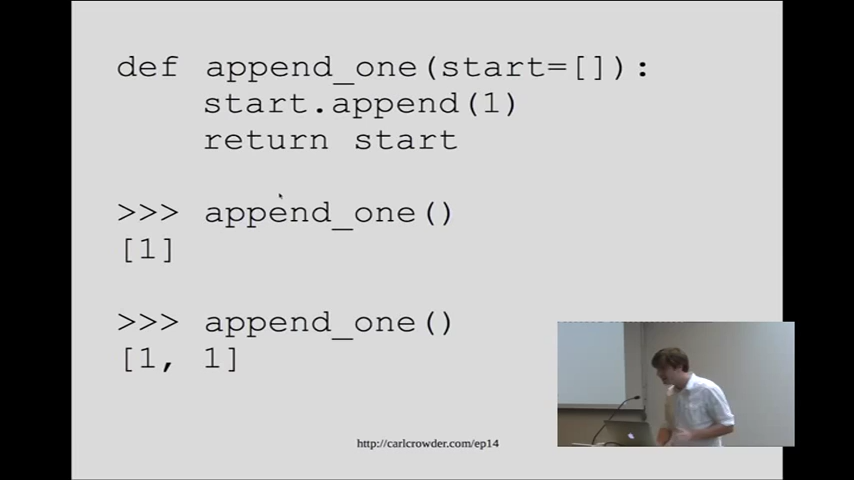 def append_one(start=[]):
start.append(1)
return start
>>> append_one()
[1]
>>> append_one()
[1, 1]
http://carlcrowder.com/ep14